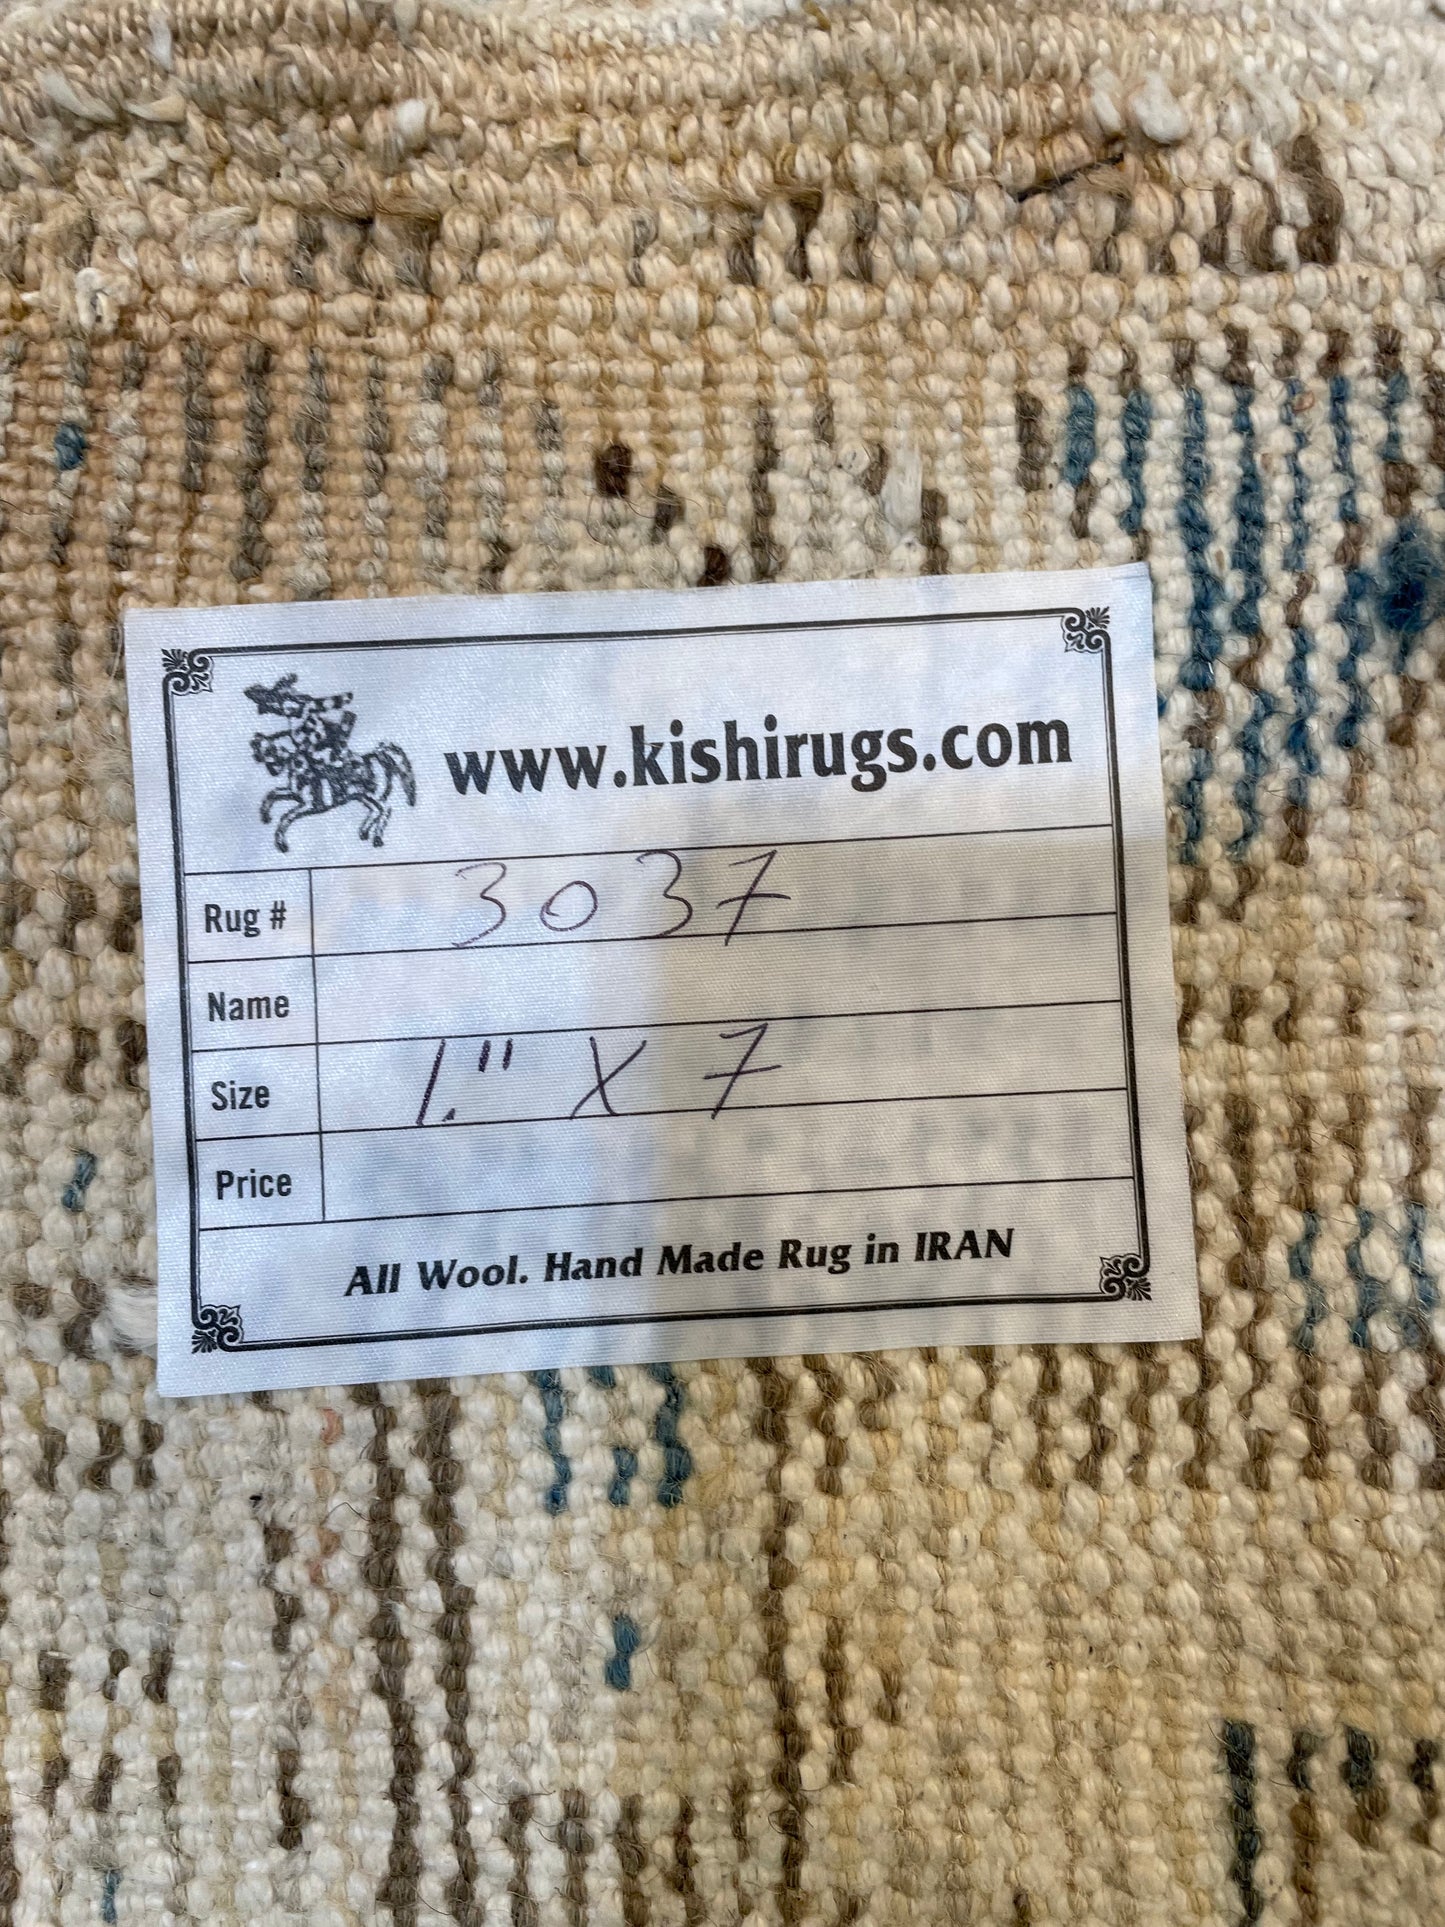 www.kishirugs.com
Rug # 3037
Name
Size 1." X 7
Price
All Wool. Hand Made Rug in IRAN